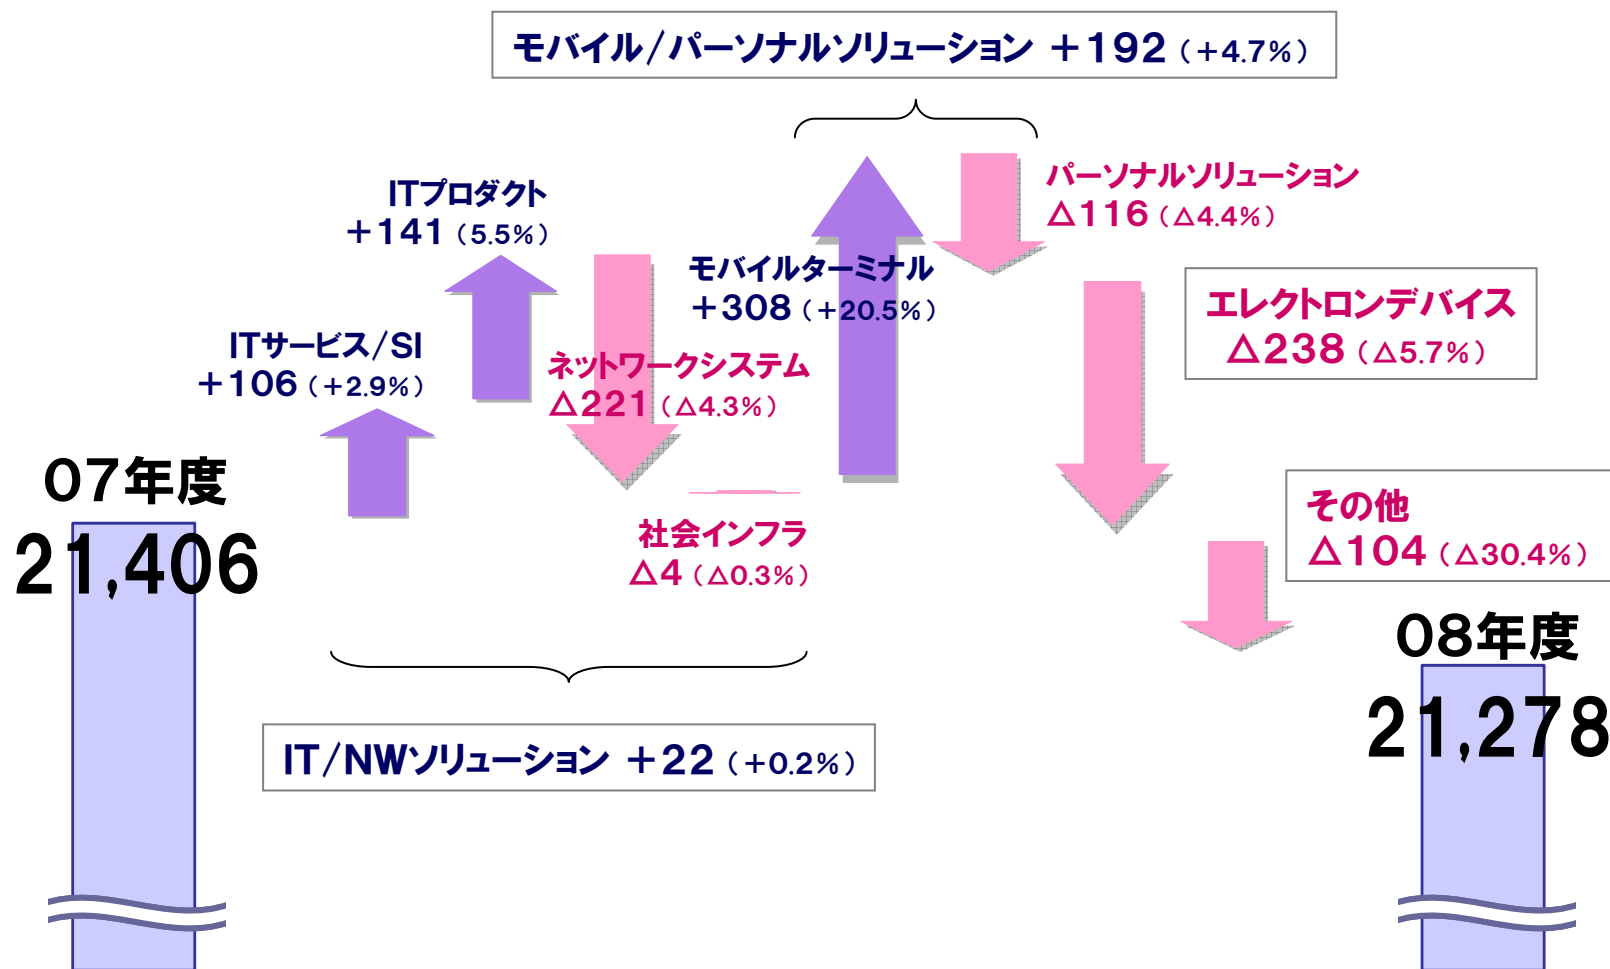 モバイル/パーソナルソリューション +192(+4.7%)
ITプロダクト
+141(5.5%)
パーソナルソリューション
△116(△4.4%)
モバイルターミナル
+308(+20.5%)
エレクトロンデバイス
△238(△5.7%)
ITサービス/SI
+106(+2.9%)
ネットワークシステム
△221(△4.3%)
07年度
21,406
社会インフラ
△4(△0.3%)
その他
△104(△30.4%)
08年度
21,278
IT/NWソリューション +22(+0.2%)